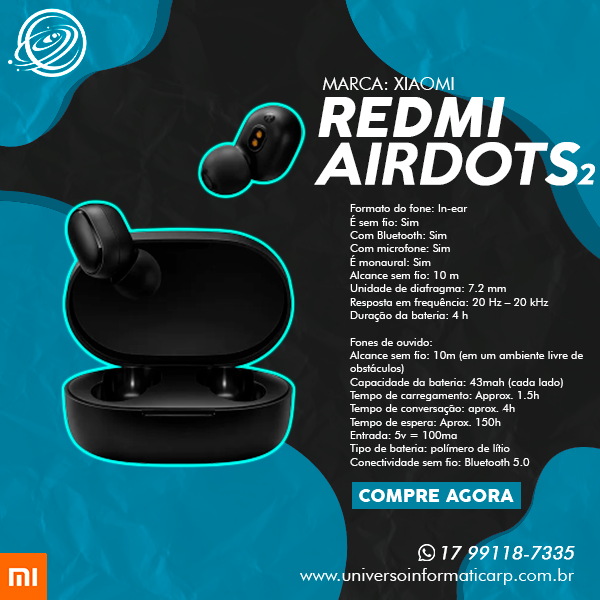 MARCA: XIAOMI
REDMI
AIRDOTS2
Formato do fone: In-ear
É sem fio: Sim
Com Bluetooth: Sim
Com microfone: Sim
É monaural: Sim
Alcance sem fio: 10 m
Unidade de diafragma: 7.2 mm
Resposta em frequência: 20 Hz – 20 kHz
Duração da bateria: 4 h
Fones de ouvido:
Alcance sem fio: 10m (em um ambiente livre de
obstáculos)
Capacidade da bateria: 43mah (cada lado)
Tempo de carregamento: Approx. 1.5h
Tempo de conversação: aprox. 4h
Tempo de espera: Aprox. 150h
Entrada: 5v = 100ma
Tipo de bateria: polímero de lítio
Conectividade sem fio: Bluetooth 5.0
COMPRE AGORA
17 99118-7335
www.universoinformaticarp.com.br
mi